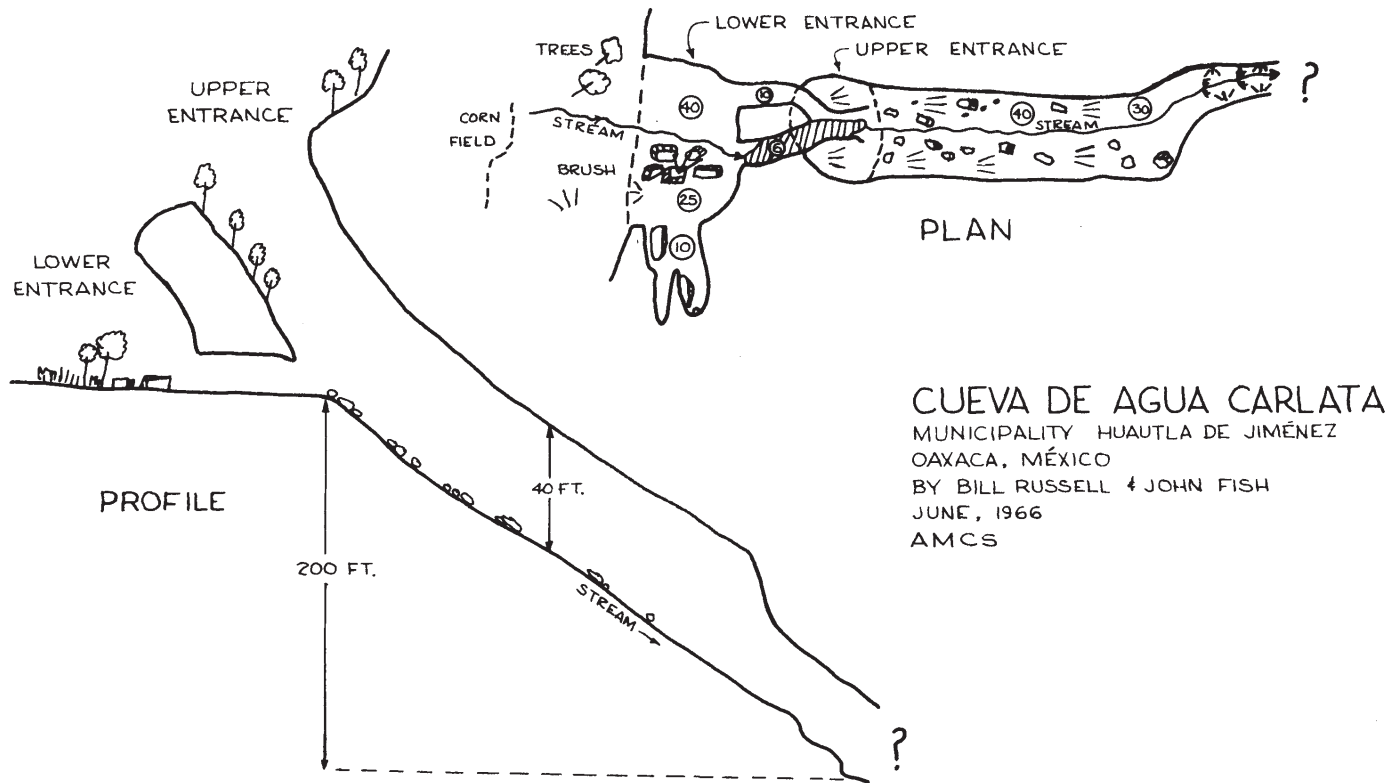 LOWER ENTRANCE
TREES
UPPER ENTRANCE
UPPER
ENTRANCE
10
40
40
30
?
CORN
FIELD
STREAM
STREAM
6
BRUSH
25
PLAN
10
LOWER
ENTRANCE
CUEVA DE AGUA CARLATA
MUNICIPALITY HUAUTLA DE JIMÉNEZ
OAXACA, MÉXICO
BY BILL RUSSELL & JOHN FISH
JUNE, 1966
AMCS
PROFILE
40 FT.
200 FT.
STREAM
?